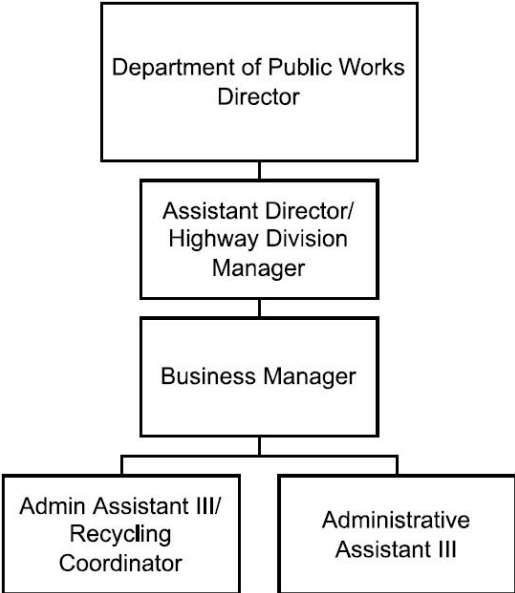 Department of Public Works
Director
Assistant Director/
Highway Division
Manager
Business Manager
Admin Assistant III/
Recycling
Coordinator
Administrative
Assistant III